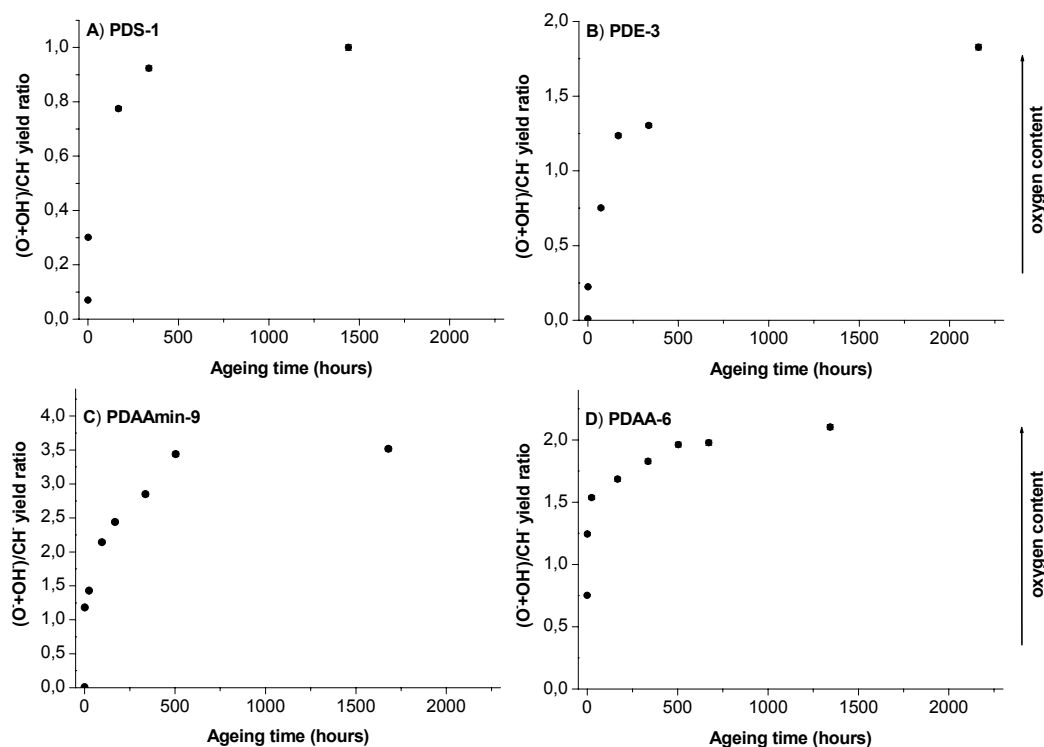 A) PDS-1
1,0
0,8
0,6
0,4
0,2
0,0
(O⁻+OH⁻)/CH⁻ yield ratio
0 500 1000 1500 2000
Ageing time (hours)
B) PDE-3
2,0
1,5
1,0
0,5
0,0
(O⁻+OH⁻)/CH⁻ yield ratio
0 500 1000 1500 2000
Ageing time (hours)
oxygen content
C) PDAAmin-9
4,0
3,5
3,0
2,5
2,0
1,5
1,0
0,5
0,0
(O⁻+OH⁻)/CH⁻ yield ratio
0 500 1000 1500 2000
Ageing time (hours)
D) PDAA-6
2,0
1,5
1,0
0,5
0,0
(O⁻+OH⁻)/CH⁻ yield ratio
0 500 1000 1500 2000
Ageing time (hours)
oxygen content